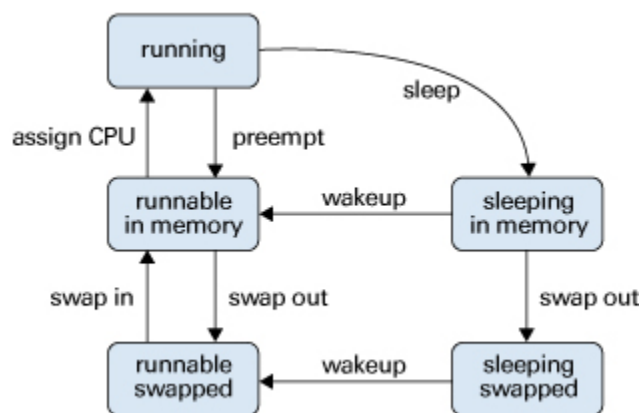 running
sleep
assign CPU
preempt
runnable
in memory
wakeup
sleeping
in memory
swap in
swap out
swap out
runnable
swapped
wakeup
sleeping
swapped